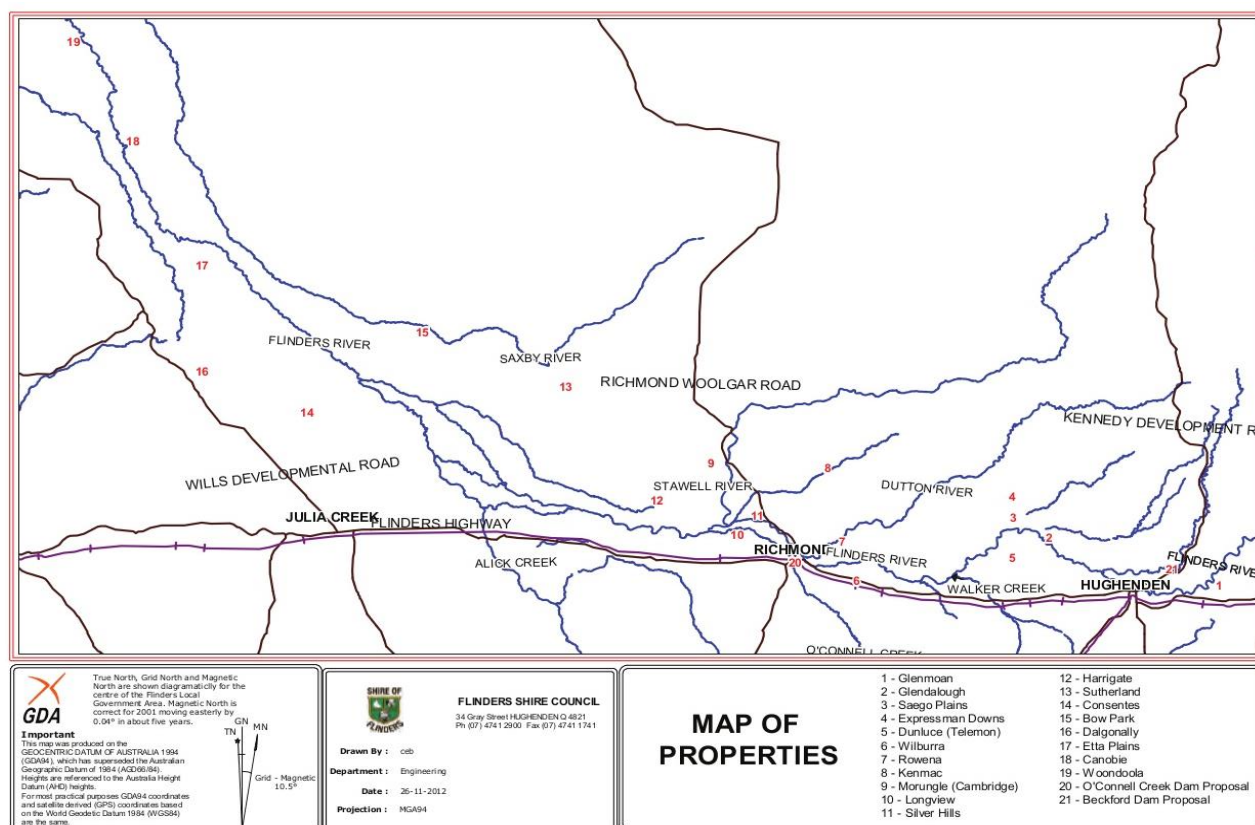 19
18
17
15
FLINDERS RIVER
SAXBY RIVER
16
13
RICHMOND WOOLGAR ROAD
14
KENNEDY DEVELOPMENT R
9
8
WILLS DEVELOPMENTAL ROAD
STAWELL RIVER
DUTTON RIVER
12
4
11
3
JULIA CREEK
FLINDERS HIGHWAY
10
7
2
RICHMOND
FLINDERS RIVER
5
FLINDERS RIVE
ALICK CREEK
20
21
6
WALKER CREEK
HUGHENDEN
1
O'CONNELL CREEK
GDA
True North, Grid North and Magnetic
North are shown diagramatically for the
centre of the Flinders Local
Government Area. Magnetic North is
correct for 2001 moving easterly by
0.04° in about five years.
Important
This map was produced on the
GEOCENTRIC DATUM OF AUSTRALIA 1994
(GDA94), which has superseded the Australian
Geographic Datum of 1984 (AGD66/84).
Heights are referenced to the Australia Height
Datum (AHD) heights.
For most practical purposes GDA94 coordinates
and satellite derived (GPS) coordinates based
on the World Geodetic Datum 1984 (WGS84)
are the same.
GN
TN
MN
Grid - Magnetic
10.5°
SHIRE OF
FLINDERS
FLINDERS SHIRE COUNCIL
34 Gray Street HUGHENDEN Q 4821
Ph (07) 4741 2900 Fax (07) 4741 1741
Drawn By : ceb
Department : Engineering
Date : 26-11-2012
Projection : MGA94
MAP OF
PROPERTIES
1 - Glenmoan
2 - Glendalough
3 - Saego Plains
4 - Expressman Downs
5 - Dunluce (Telemon)
6 - Wilburra
7 - Rowena
8 - Kenmac
9 - Morungle (Cambridge)
10 - Longview
11 - Silver Hills
12 - Harrigate
13 - Sutherland
14 - Consentes
15 - Bow Park
16 - Dalgonally
17 - Etta Plains
18 - Canobie
19 - Woondoola
20 - O'Connell Creek Dam Proposal
21 - Beckford Dam Proposal